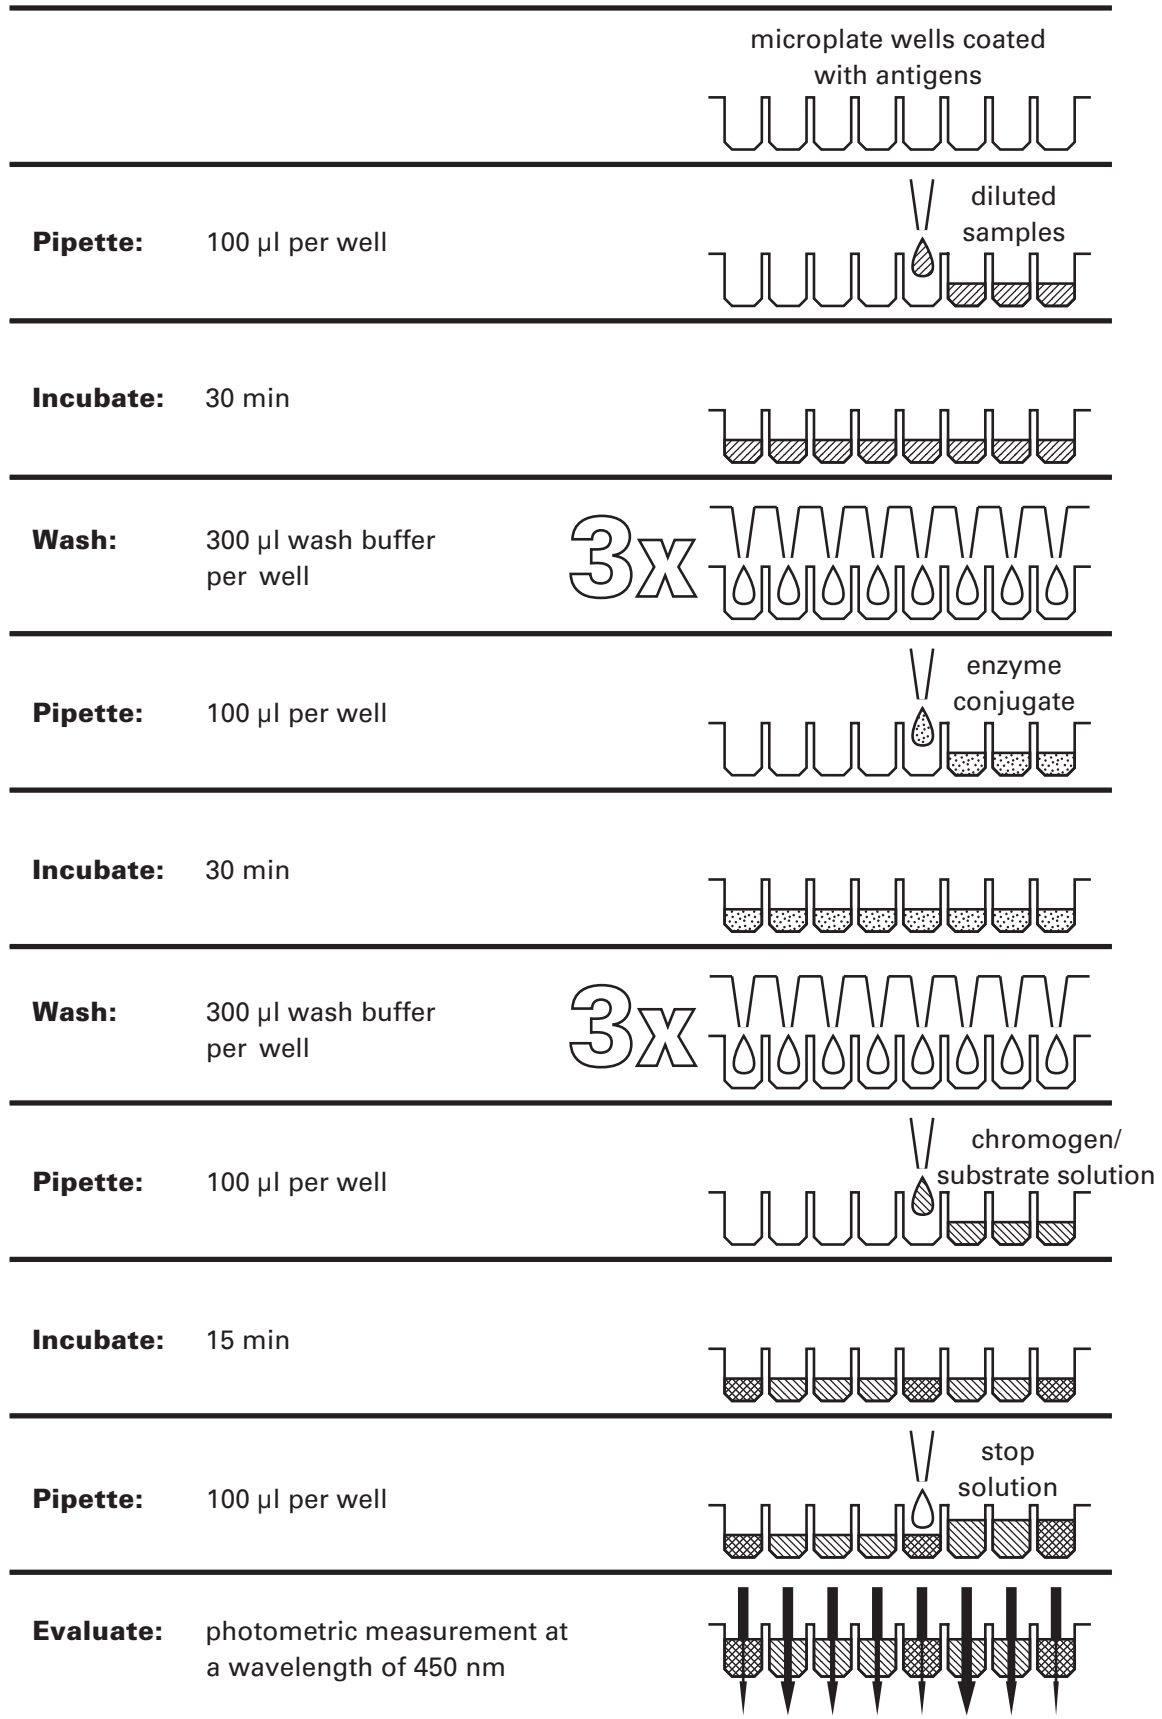 microplate wells coated
with antigens
Pipette: 100 µl per well
diluted
samples
Incubate: 30 min
Wash: 300 µl wash buffer
per well
3x
Pipette: 100 µl per well
enzyme
conjugate
Incubate: 30 min
Wash: 300 µl wash buffer
per well
3x
Pipette: 100 µl per well
chromogen/
substrate solution
Incubate: 15 min
Pipette: 100 µl per well
stop
solution
Evaluate: photometric measurement at
a wavelength of 450 nm